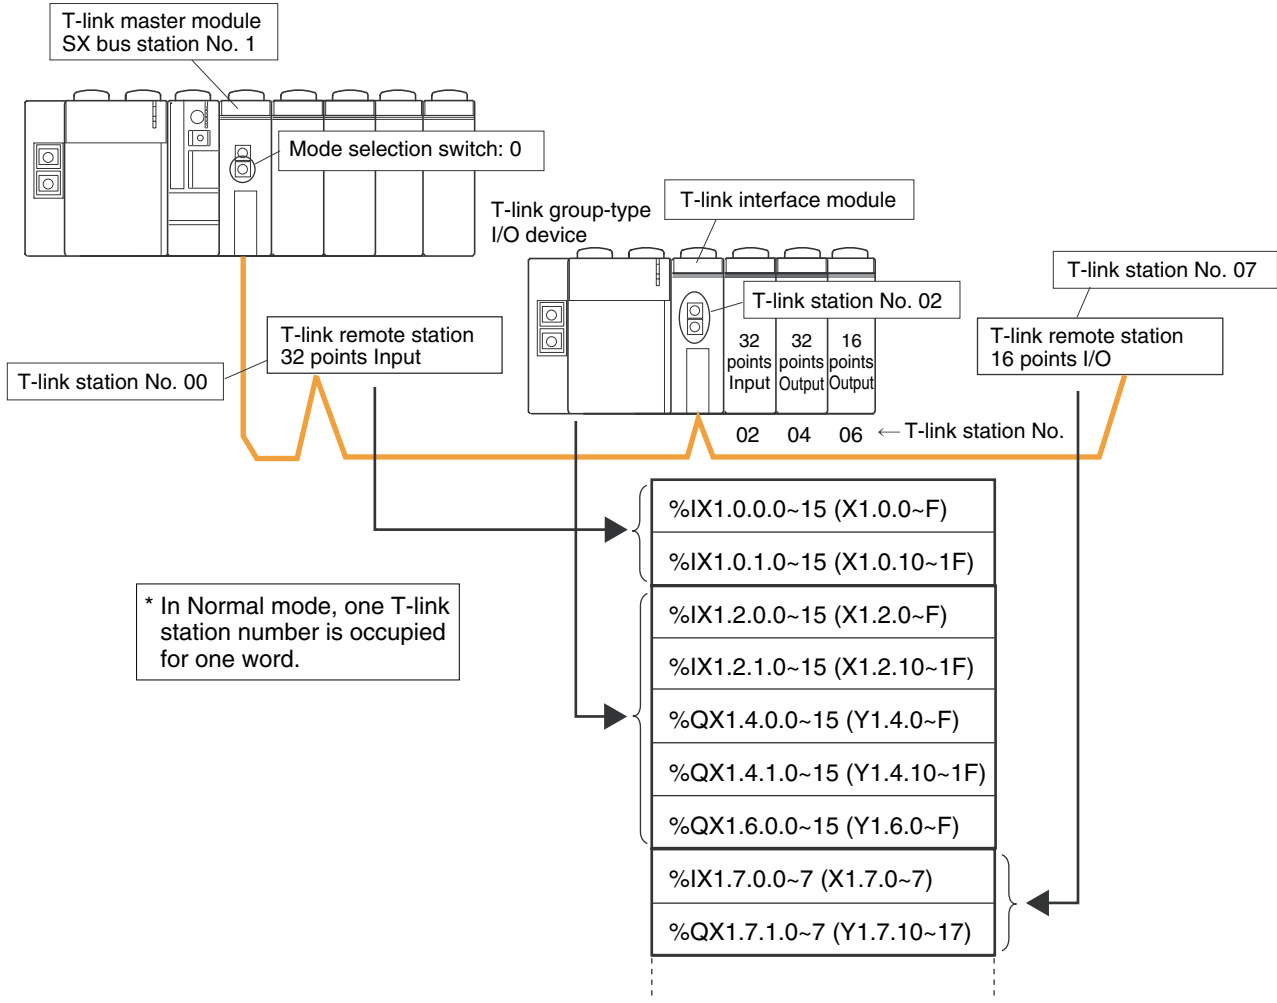 T-link master module
SX bus station No. 1
Mode selection switch: 0
T-link group-type
I/O device
T-link interface module
T-link station No. 02
T-link station No. 07
T-link remote station
32 points Input
T-link station No. 00
T-link remote station
16 points I/O
32 points Input
32 points Output
16 points Output
02 04 06 ← T-link station No.
%IX1.0.0.0~15 (X1.0.0~F)
%IX1.0.1.0~15 (X1.0.10~1F)
%IX1.2.0.0~15 (X1.2.0~F)
%IX1.2.1.0~15 (X1.2.10~1F)
%QX1.4.0.0~15 (Y1.4.0~F)
%QX1.4.1.0~15 (Y1.4.10~1F)
%QX1.6.0.0~15 (Y1.6.0~F)
%IX1.7.0.0~7 (X1.7.0~7)
%QX1.7.1.0~7 (Y1.7.10~17)
* In Normal mode, one T-link
station number is occupied
for one word.